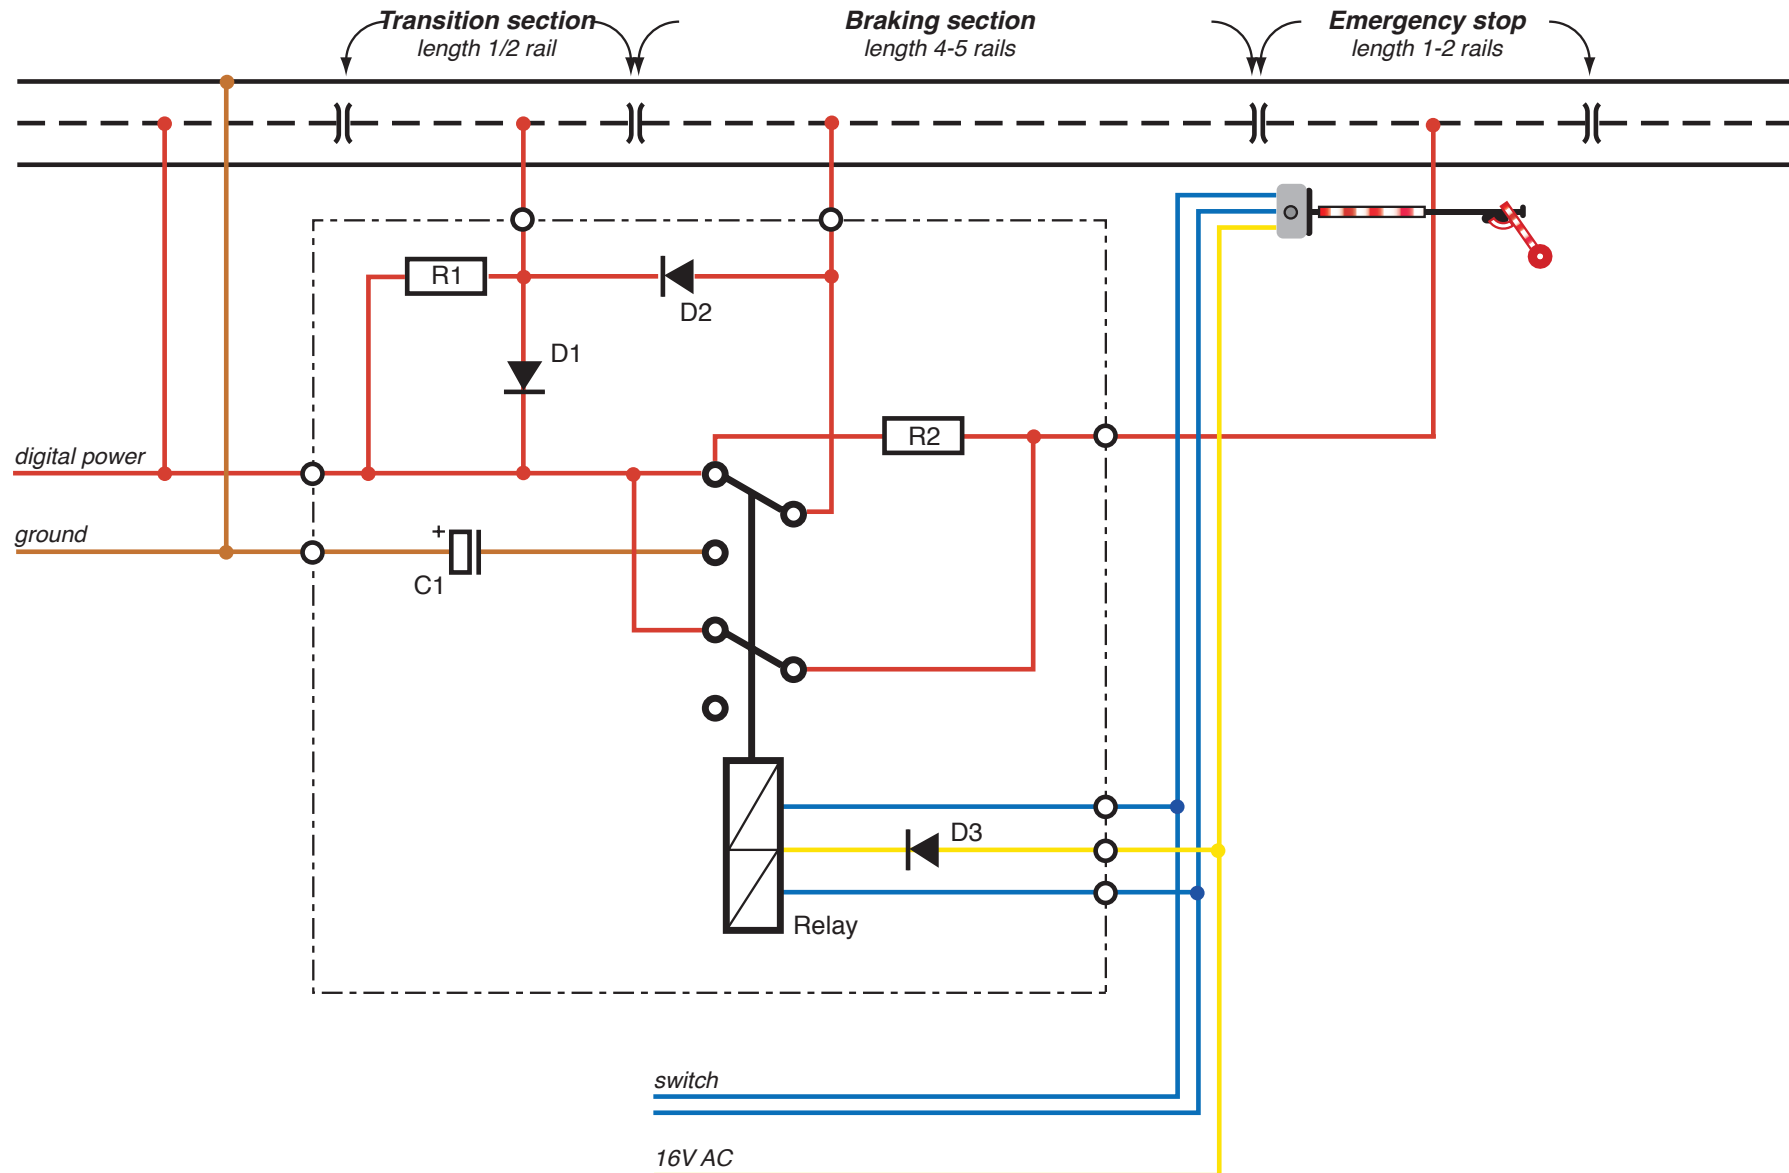 Transition section
length 1/2 rail
Braking section
length 4-5 rails
Emergency stop
length 1-2 rails
R1
D2
D1
R2
digital power
ground
+
C1
D3
Relay
switch
16V AC